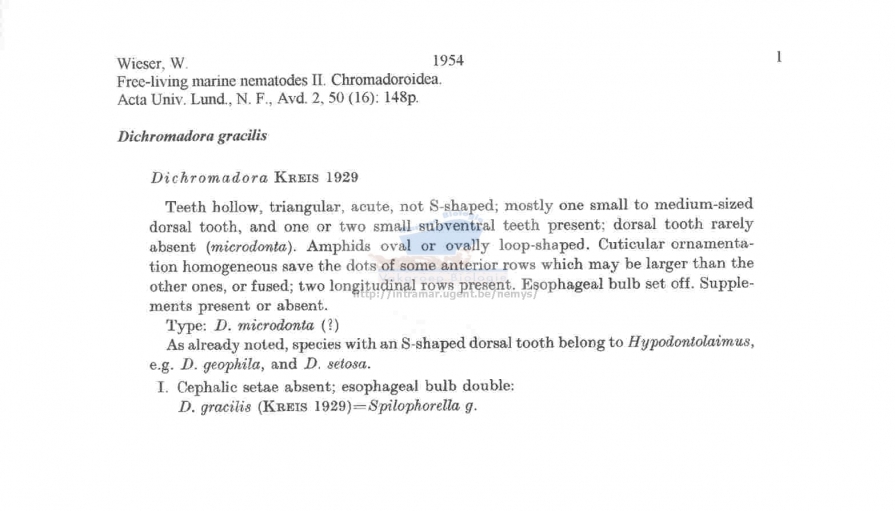 Wieser, W. 1954 1
Free-living marine nematodes II. Chromadoroidea.
Acta Univ. Lund., N. F., Avd. 2, 50 (16): 148p.
Dichromadora gracilis
Dichromadora KREIS 1929
Teeth hollow, triangular, acute, not S-shaped; mostly one small to medium-sized
dorsal tooth, and one or two small subventral teeth present; dorsal tooth rarely
absent (microdonta). Amphids oval or ovally loop-shaped. Cuticular ornamenta-
tion homogeneous save the dots of some anterior rows which may be larger than the
other ones, or fused; two longitudinal rows present. Esophageal bulb set off. Supple-
http://intramar.ugent.be/nemys/
ments present or absent.
Type: D. microdonta (?)
As already noted, species with an S-shaped dorsal tooth belong to Hypodontolaimus,
e.g. D. geophila, and D. setosa.
I. Cephalic setae absent; esophageal bulb double:
D. gracilis (KREIS 1929)=Spilophorella g.